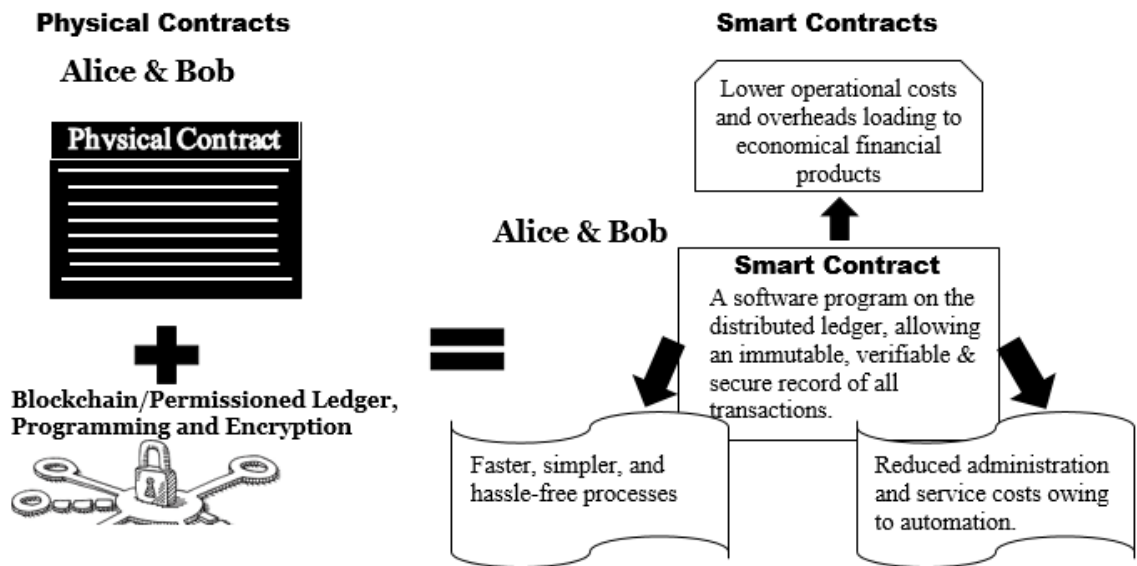 Physical Contracts
Alice & Bob
Physical Contract
Blockchain/Permissioned Ledger,
Programming and Encryption
Smart Contracts
Lower operational costs
and overheads loading to
economical financial
products
Alice & Bob
Smart Contract
A software program on the
distributed ledger, allowing
an immutable, verifiable &
secure record of all
transactions.
Faster, simpler, and
hassle-free processes
Reduced administration
and service costs owing
to automation.